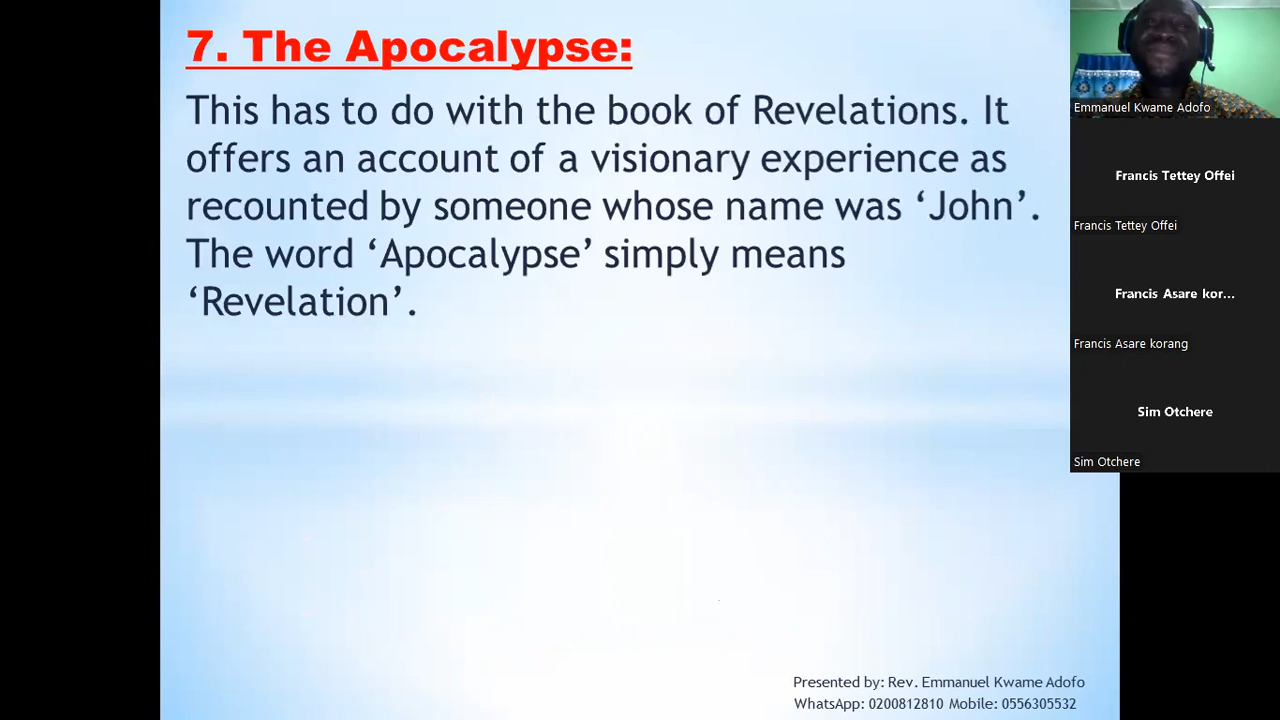 7. The Apocalypse:
This has to do with the book of Revelations. It
offers an account of a visionary experience as
recounted by someone whose name was ‘John’.
The word ‘Apocalypse’ simply means
‘Revelation’.
Presented by: Rev. Emmanuel Kwame Adofo
WhatsApp: 0200812810 Mobile: 0556305532
Emmanuel Kwame Adofo
Francis Tettey Offei
Francis Tettey Offei
Francis Asare kor...
Francis Asare korang
Sim Otchere
Sim Otchere